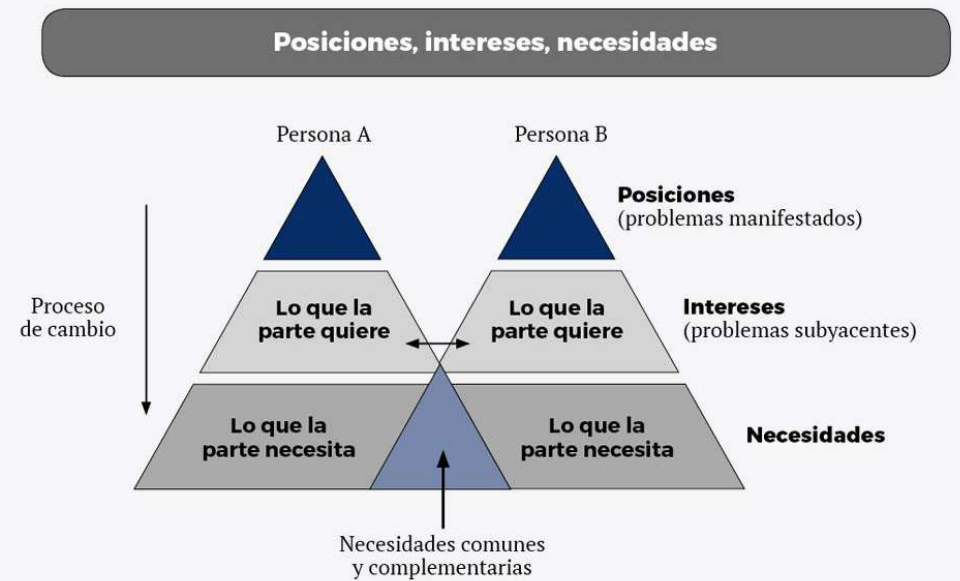 Posiciones, intereses, necesidades
Persona A
Persona B
Posiciones
(problemas manifestados)
Proceso
de cambio
Lo que la
parte quiere
Lo que la
parte quiere
Intereses
(problemas subyacentes)
Lo que la
parte necesita
Lo que la
parte necesita
Necesidades
Necesidades comunes
y complementarias